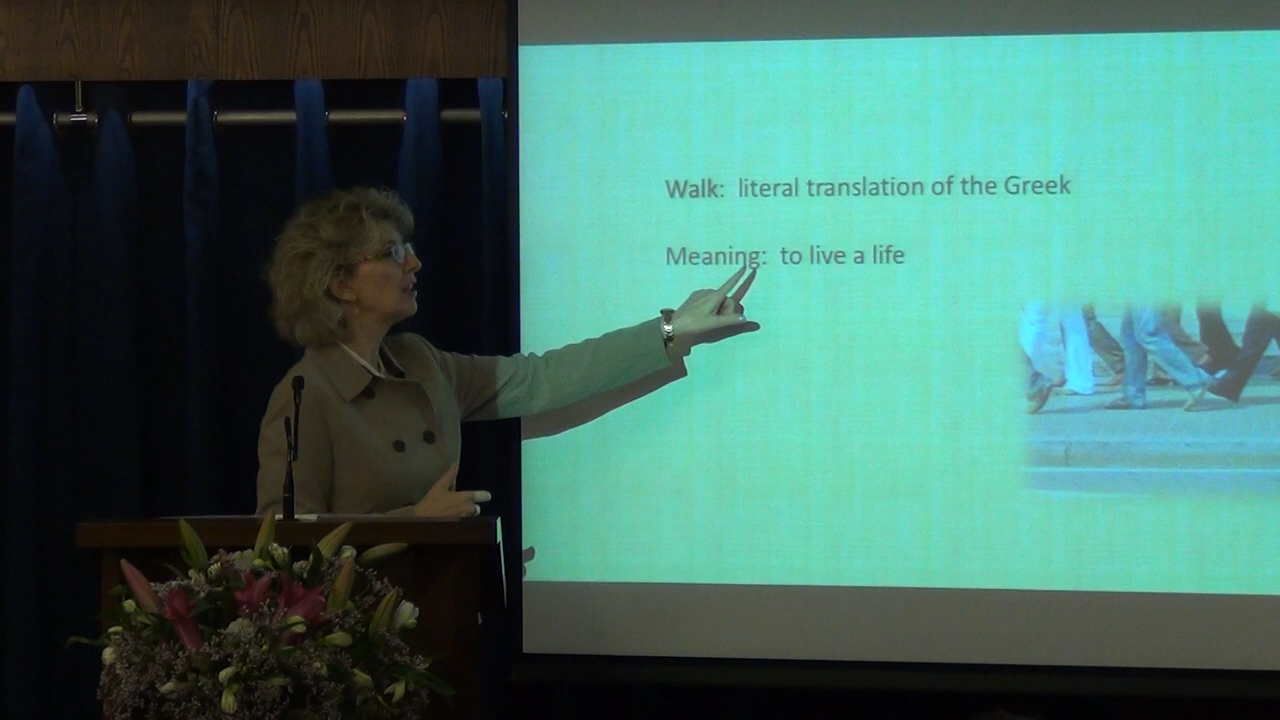 Walk: literal translation of the Greek
Meaning: to live a life